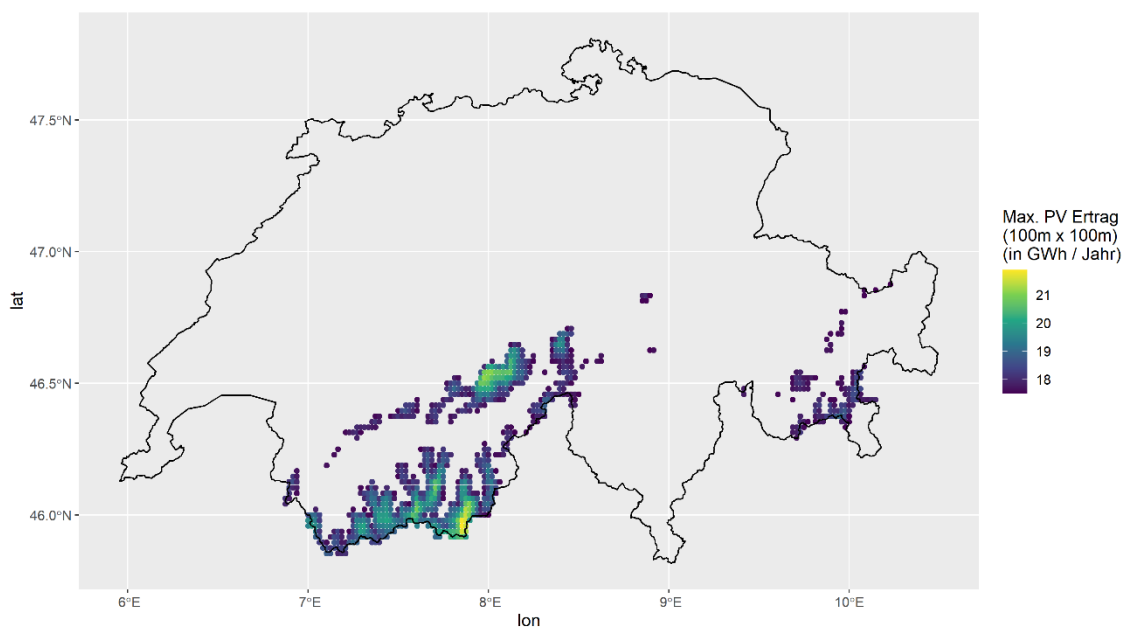 47.5°N
47.0°N
46.5°N
46.0°N
lat
6°E
7°E
8°E
9°E
10°E
lon
Max. PV Ertrag
(100m x 100m)
(in GWh / Jahr)
21
20
19
18